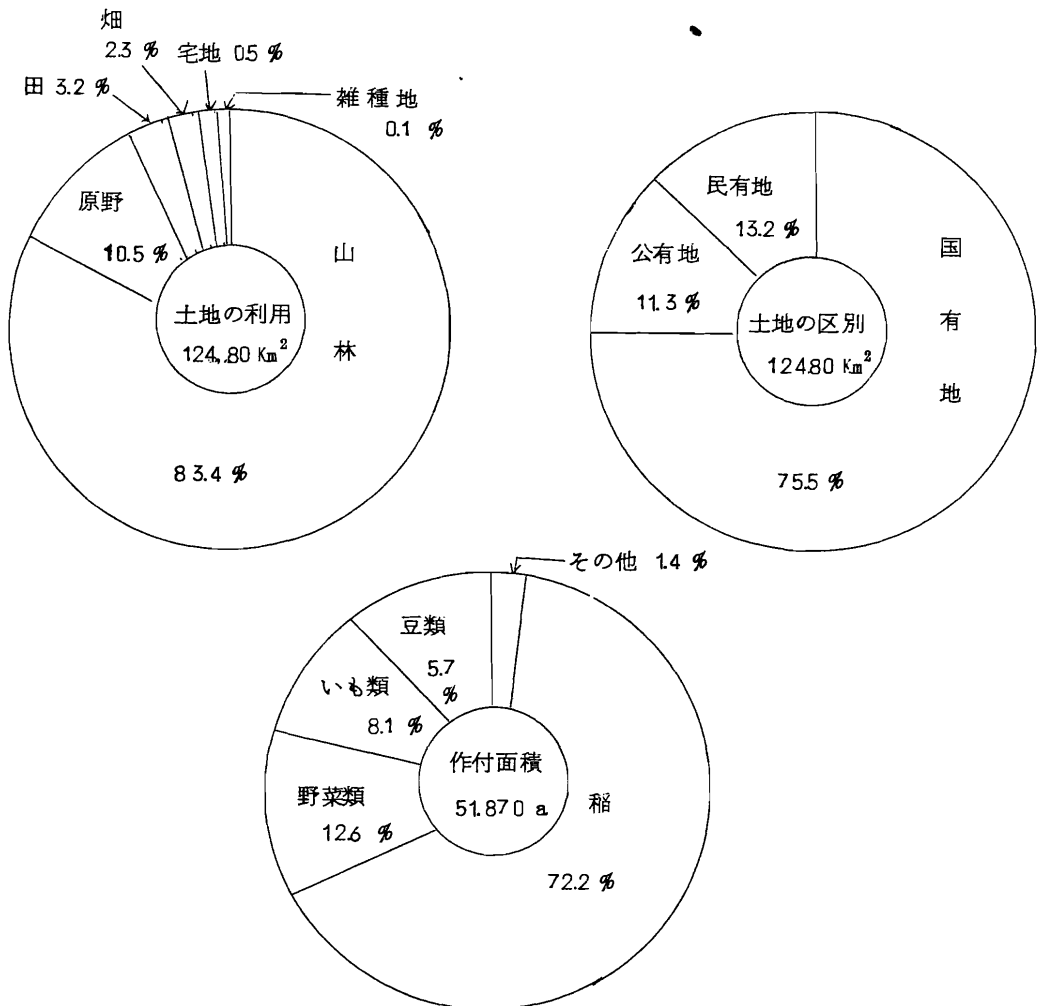 畑
2.3 %
宅地 0.5 %
田 3.2 %
雑種地
0.1 %
原野
10.5 %
山
林
土地の利用
124.80 Km²
83.4 %
民有地
13.2 %
公有地
11.3 %
国
有
地
土地の区別
124.80 Km²
75.5 %
その他 1.4 %
豆類
5.7
%
いも類
8.1 %
野菜類
12.6 %
作付面積
51.870 a
稲
72.2 %